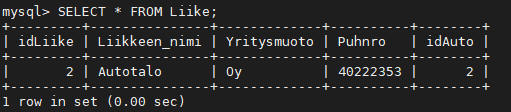 mysql> SELECT * FROM Liike;
+---------+---------------+-------------+----------+--------+
| idLiike | Liikkeen_nimi | Yritysmuoto | Puhnro   | idAuto |
+---------+---------------+-------------+----------+--------+
|       2 | Autotalo      | Oy          | 40222353 |      2 |
+---------+---------------+-------------+----------+--------+
1 row in set (0.00 sec)